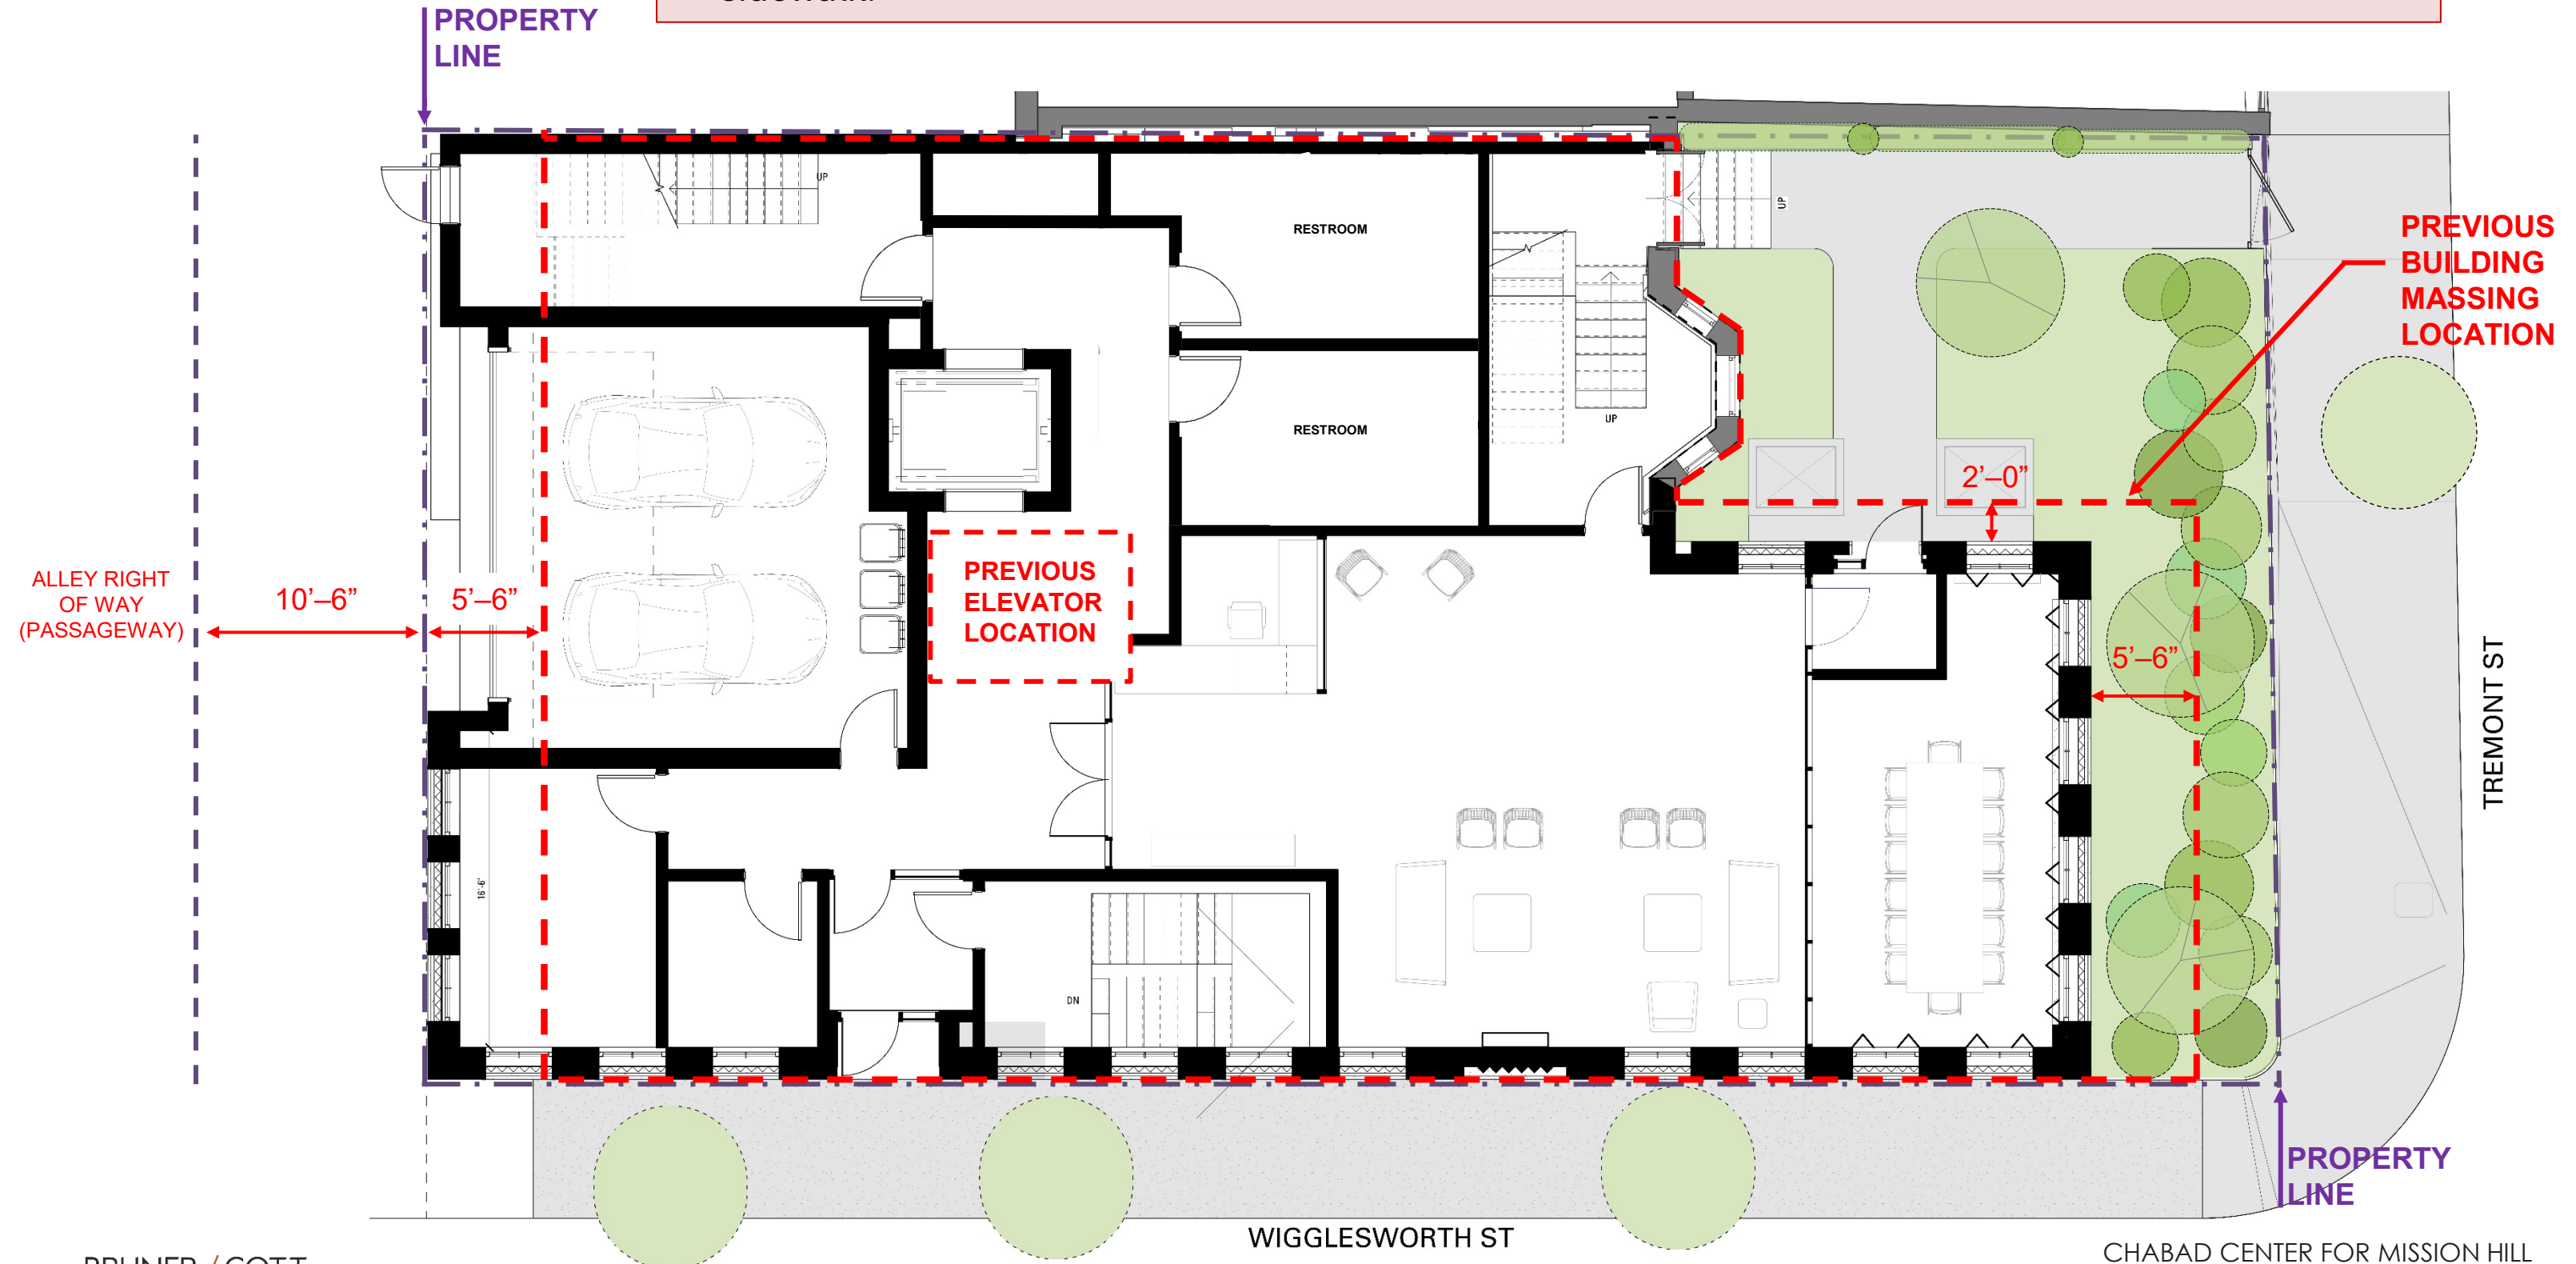 PROPERTY
LINE
UP
RESTROOM
UP
PREVIOUS
BUILDING
MASSING
LOCATION
RESTROOM
UP
2’–0”
ALLEY RIGHT
OF WAY
(PASSAGEWAY)
10’–6”
5’–6”
PREVIOUS
ELEVATOR
LOCATION
5’–6”
TREMONT ST
16'-6"
DN
PROPERTY
LINE
WIGGLESWORTH ST
BRUNER / COTT
CHABAD CENTER FOR MISSION HILL